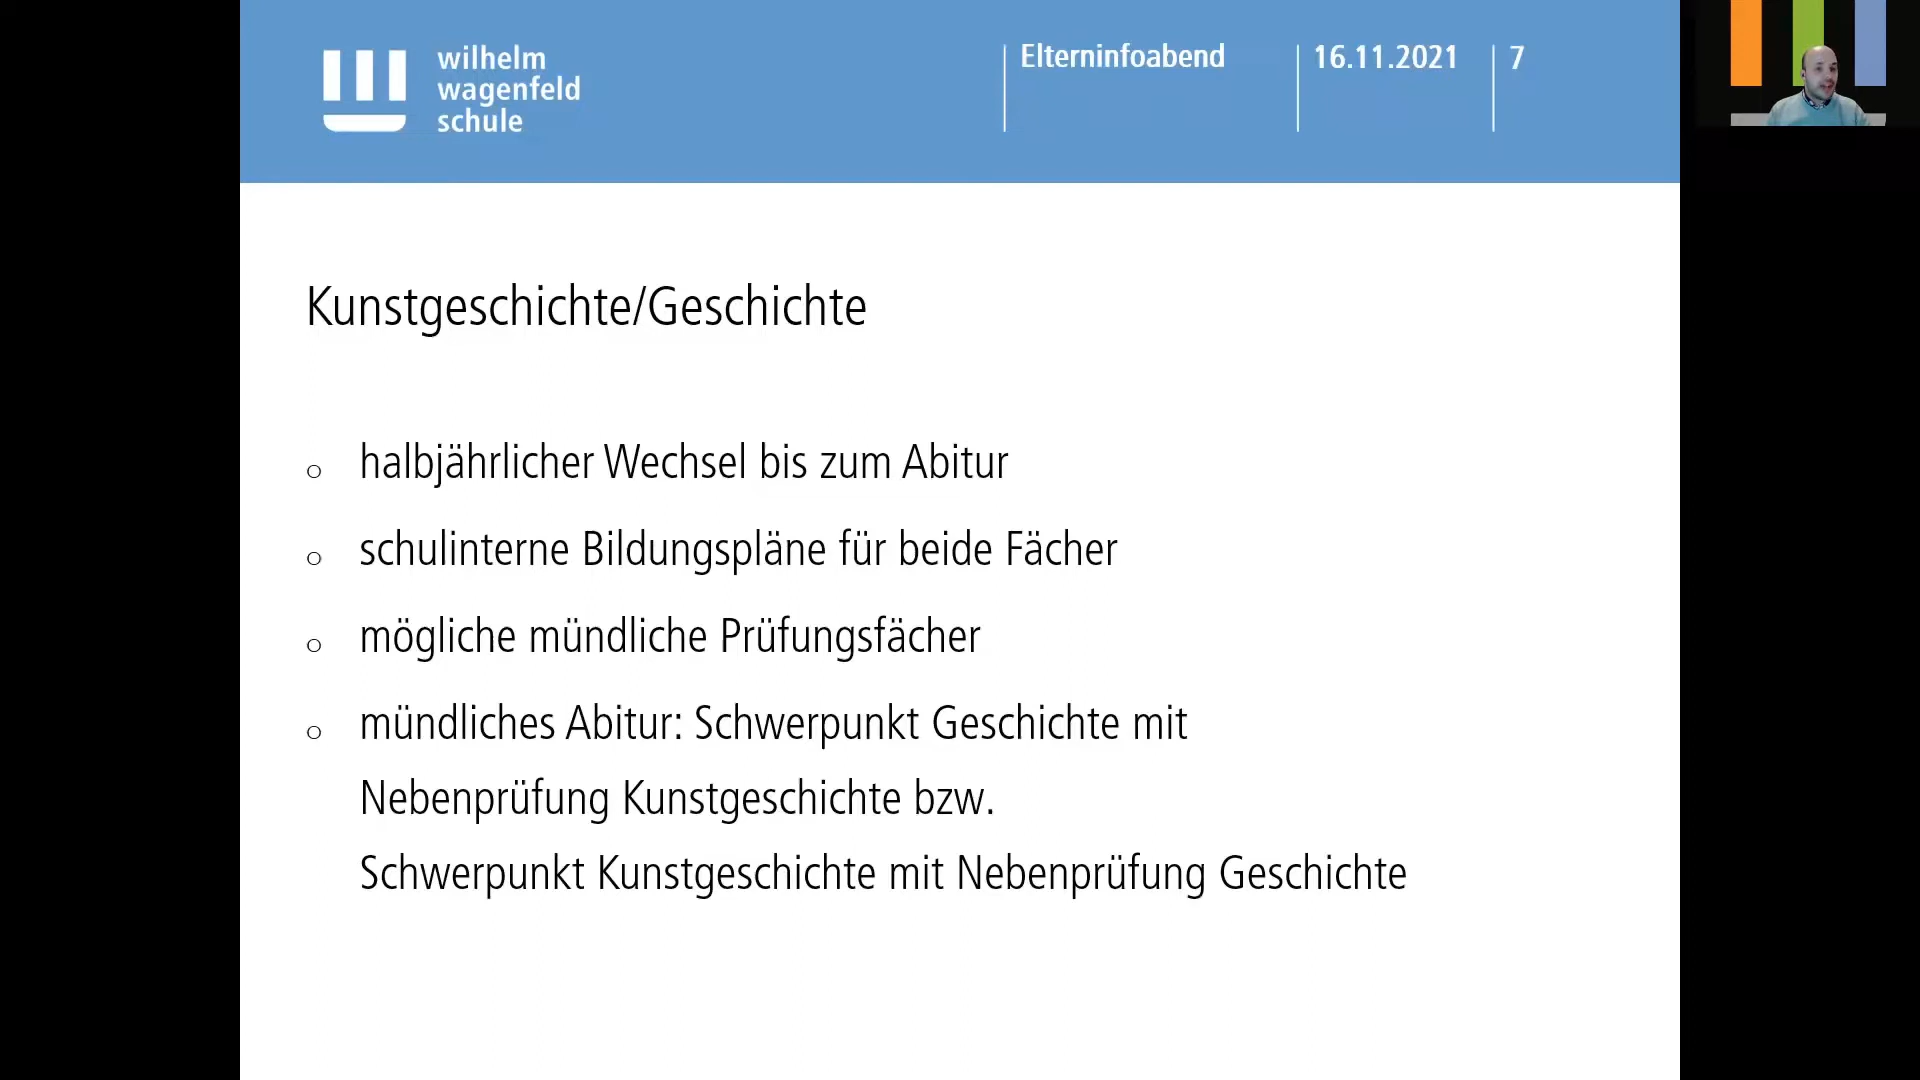 wilhelm
wagenfeld
schule
Elterninfoabend
16.11.2021
7
Kunstgeschichte/Geschichte
o halbjährlicher Wechsel bis zum Abitur
o schulinterne Bildungspläne für beide Fächer
o mögliche mündliche Prüfungsfächer
o mündliches Abitur: Schwerpunkt Geschichte mit
Nebenprüfung Kunstgeschichte bzw.
Schwerpunkt Kunstgeschichte mit Nebenprüfung Geschichte